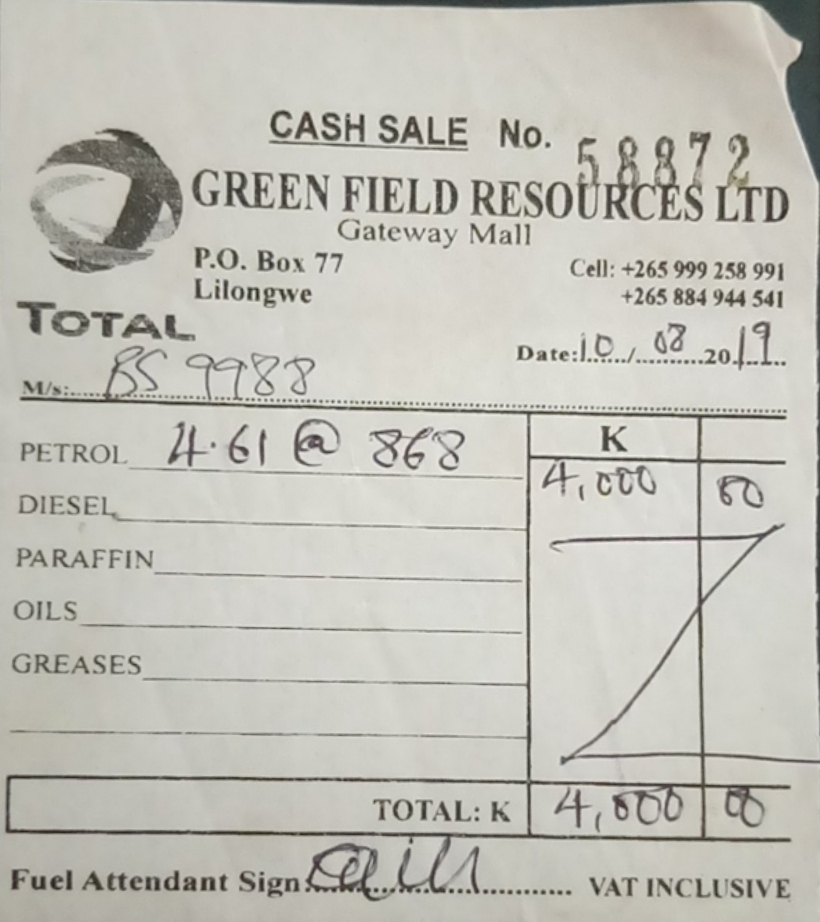 CASH SALE No. 58872
GREEN FIELD RESOURCES LTD
Gateway Mall
P.O. Box 77
Lilongwe
Cell: +265 999 258 991
+265 884 944 541
TOTAL
Date: 10 / 08 2019
M/s: BS 9988
K
PETROL 4.61 @ 868 4,000 00
DIESEL
PARAFFIN
OILS
GREASES
TOTAL: K 4,000 00
Fuel Attendant Sign VAT INCLUSIVE